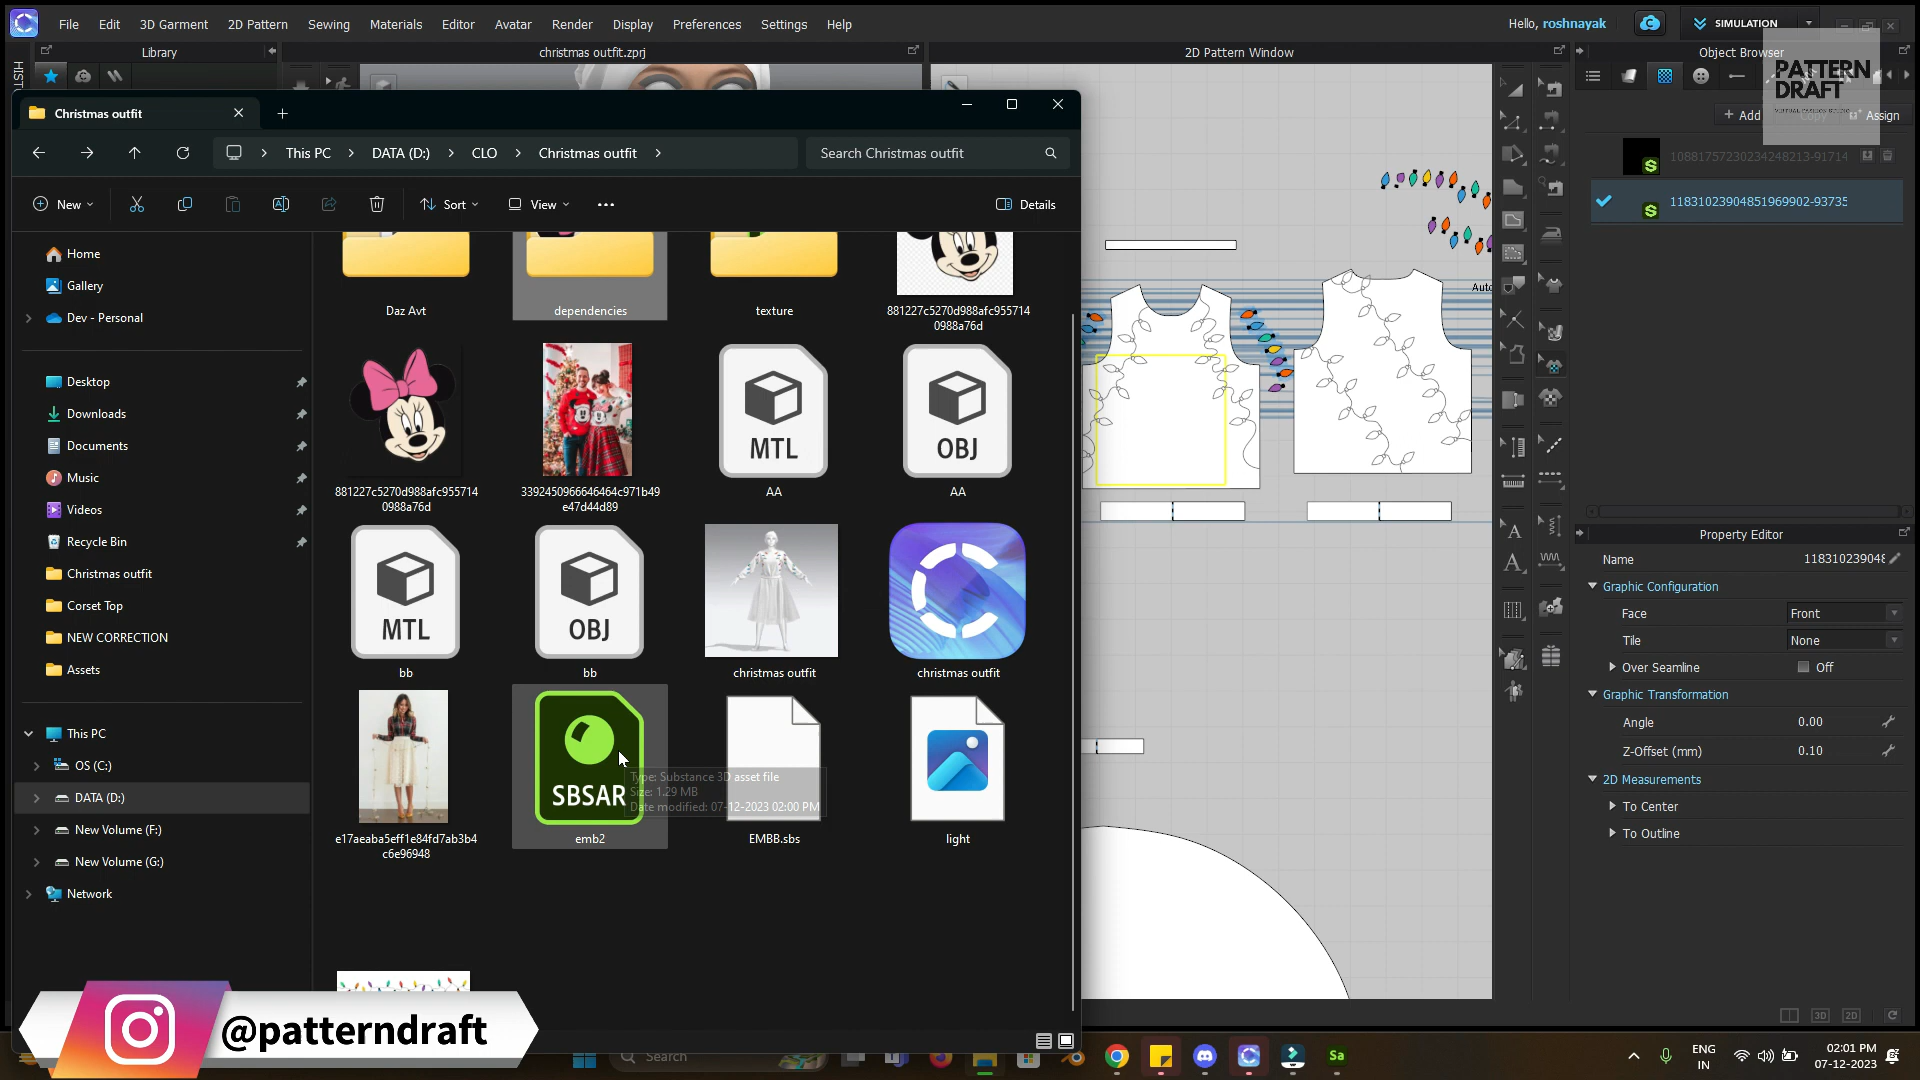 File Edit 3D Garment 2D Pattern Sewing Materials Editor Avatar Render Display Preferences Settings Help
Hello, roshnayak
SIMULATION
HIST
Library
christmas outfit.zprj
2D Pattern Window
Object Browser
PATTERN
DRAFT
Christmas outfit
+ Add
Copy
Assign
This PC > DATA (D:) > CLO > Christmas outfit >
Search Christmas outfit
10881757230234248213-91714
11831023904851969902-93735
New
Sort
View
Details
Home
Gallery
Dev - Personal
Desktop
Downloads
Documents
Music
Videos
Recycle Bin
Christmas outfit
Corset Top
NEW CORRECTION
Assets
This PC
OS (C:)
DATA (D:)
New Volume (F:)
New Volume (G:)
Network
Daz Avt
dependencies
texture
881227c5270d988afc955714
0988a76d
881227c5270d988afc955714
0988a76d
3392450966646464c971b49
e47d44d89
MTL
AA
OBJ
AA
MTL
bb
OBJ
bb
christmas outfit
christmas outfit
e17aeaba5eff1e84fd7ab3b4
c6e96948
SBSAR
emb2
EMBB.sbs
light
Type: Substance 3D asset file
Size: 1.29 MB
Date modified: 07-12-2023 02:00 PM
Auto
Property Editor
Name 118310239048
Graphic Configuration
Face Front
Tile None
Over Seamline Off
Graphic Transformation
Angle 0.00
Z-Offset (mm) 0.10
2D Measurements
To Center
To Outline
3D
2D
@patterndraft
Search
Sa
ENG
IN
02:01 PM
07-12-2023